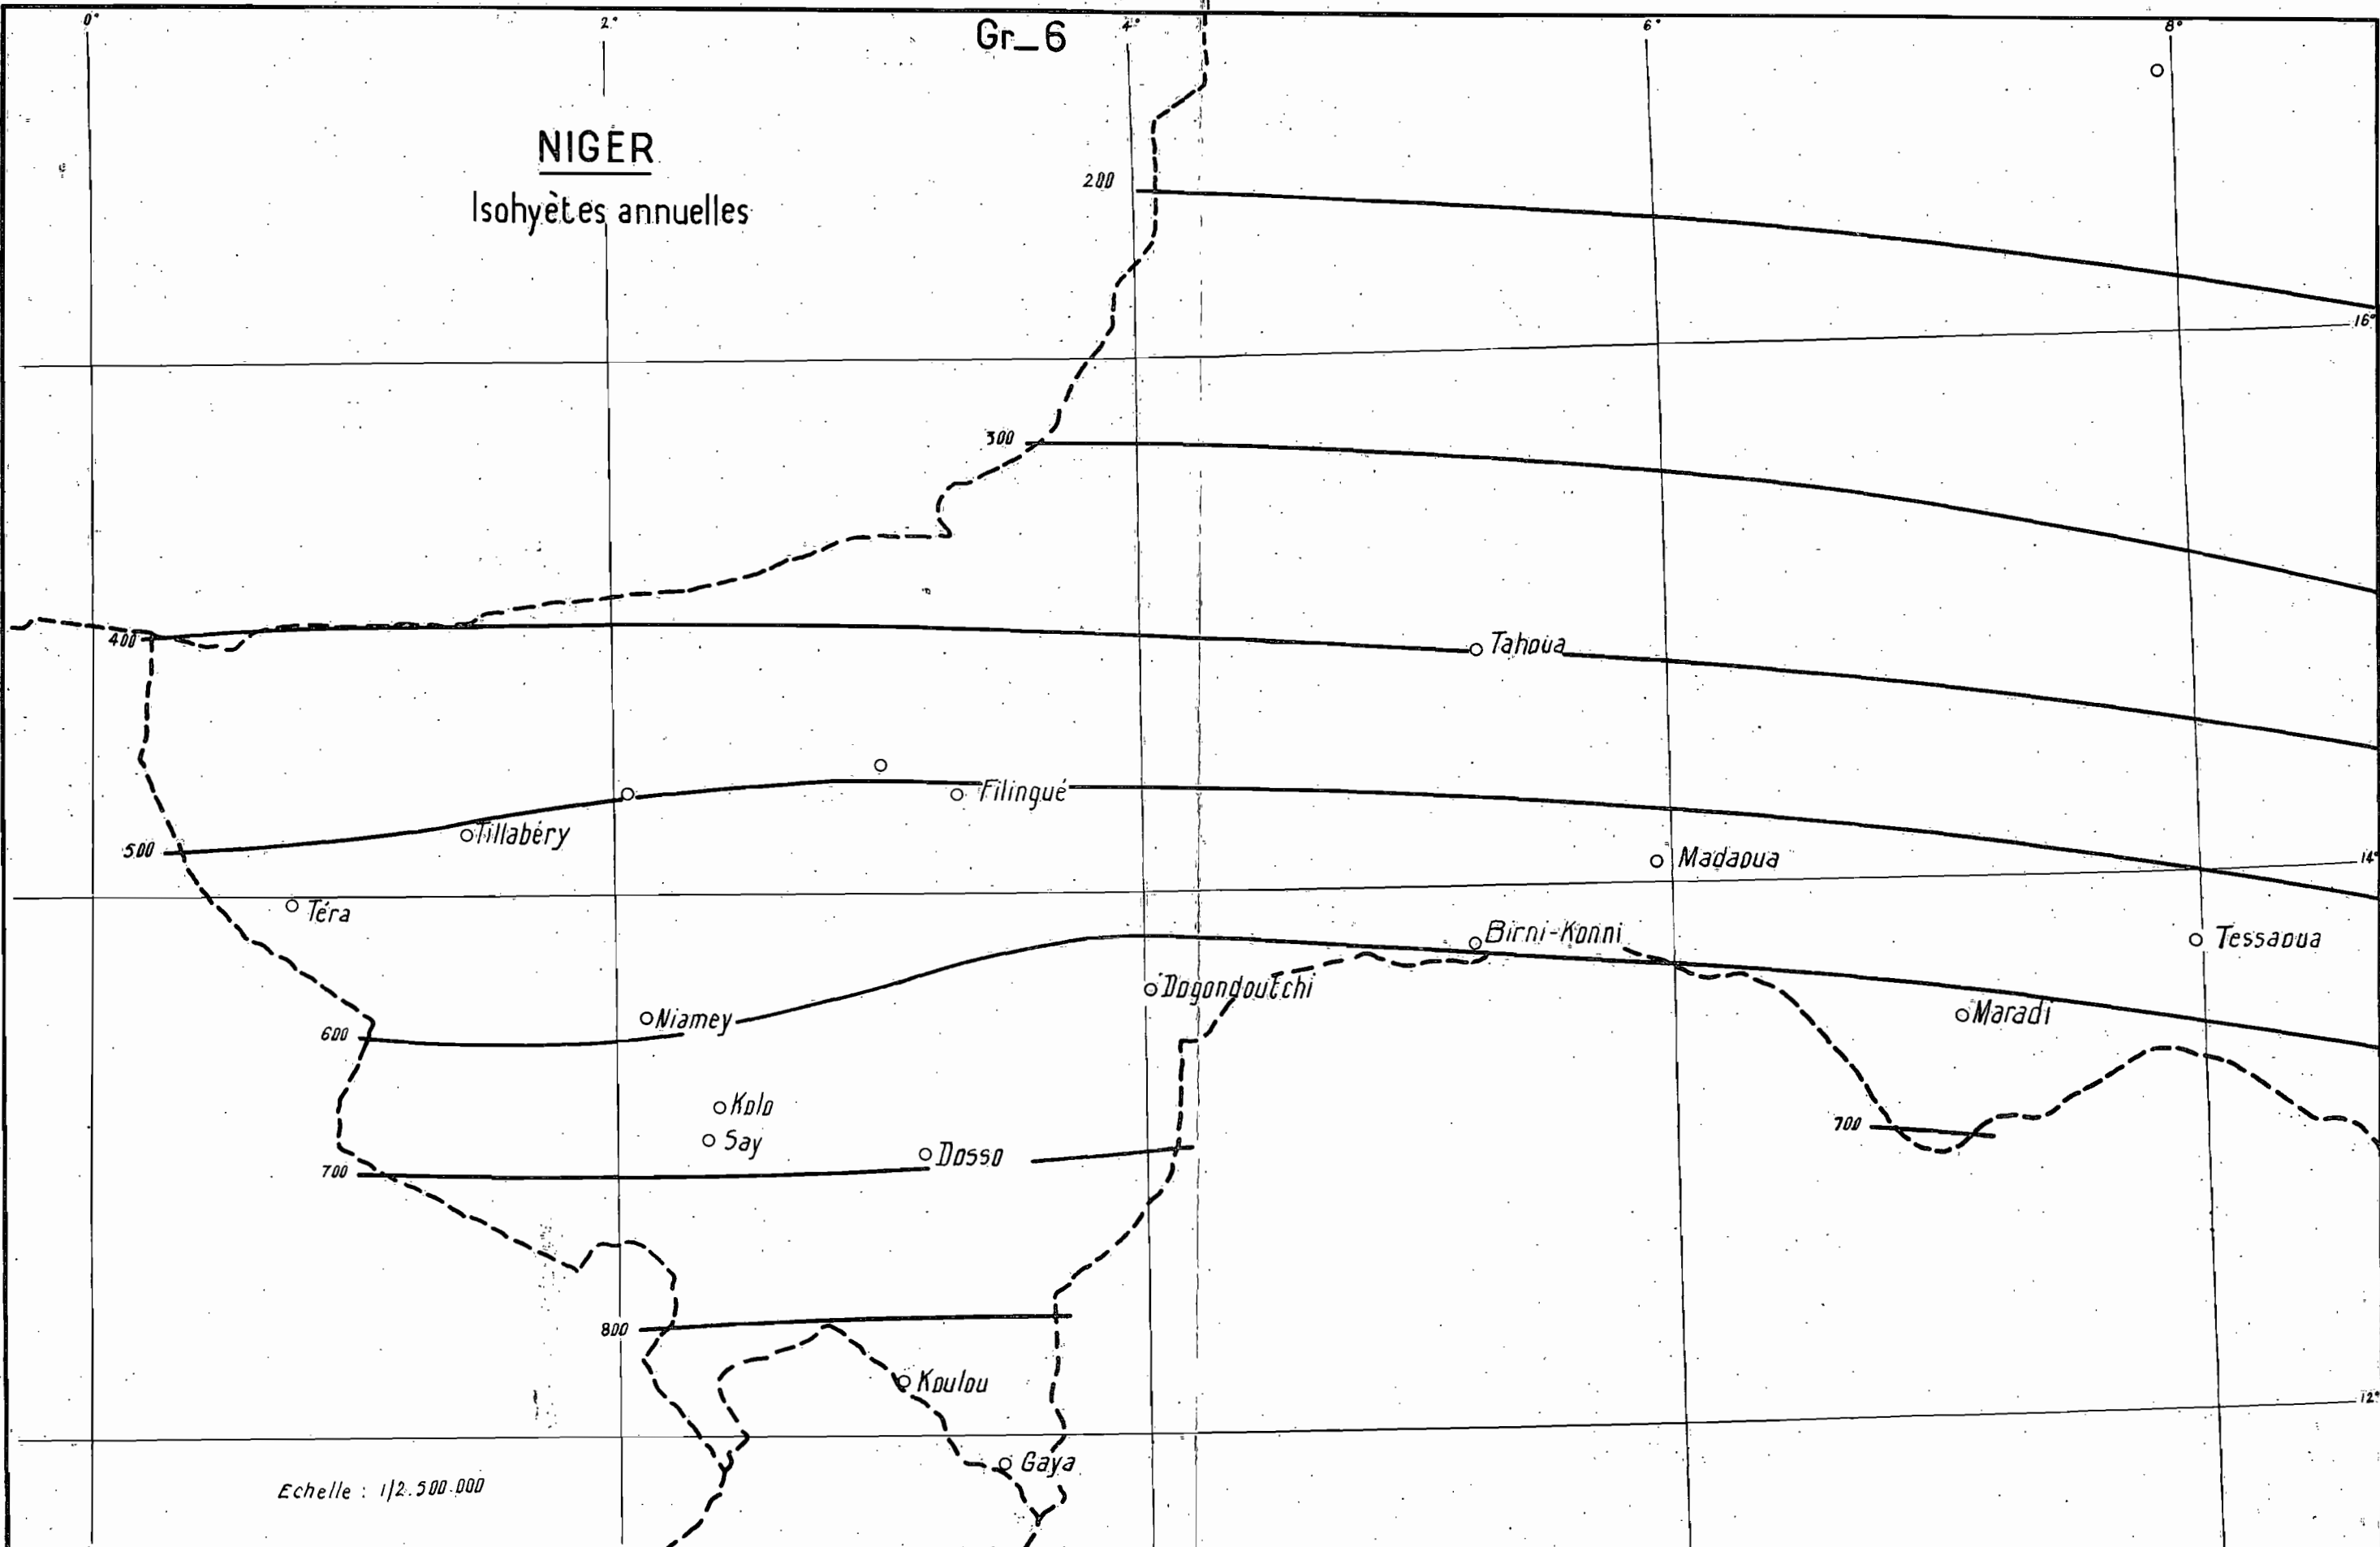 0° 2° 4° 6° 8°
Gr_6
NIGER
Isohyètes annuelles
200
16°
300
400
Tahoua
Filingué
Tillabéry
500
Madaoua
14°
Téra
Birni-Konni
Tessaoua
Dogondoutchi
Niamey
Maradi
600
Kolo
700
Say
Dosso
700
800
Koulou
12°
Gaya
Echelle : 1/2.500.000